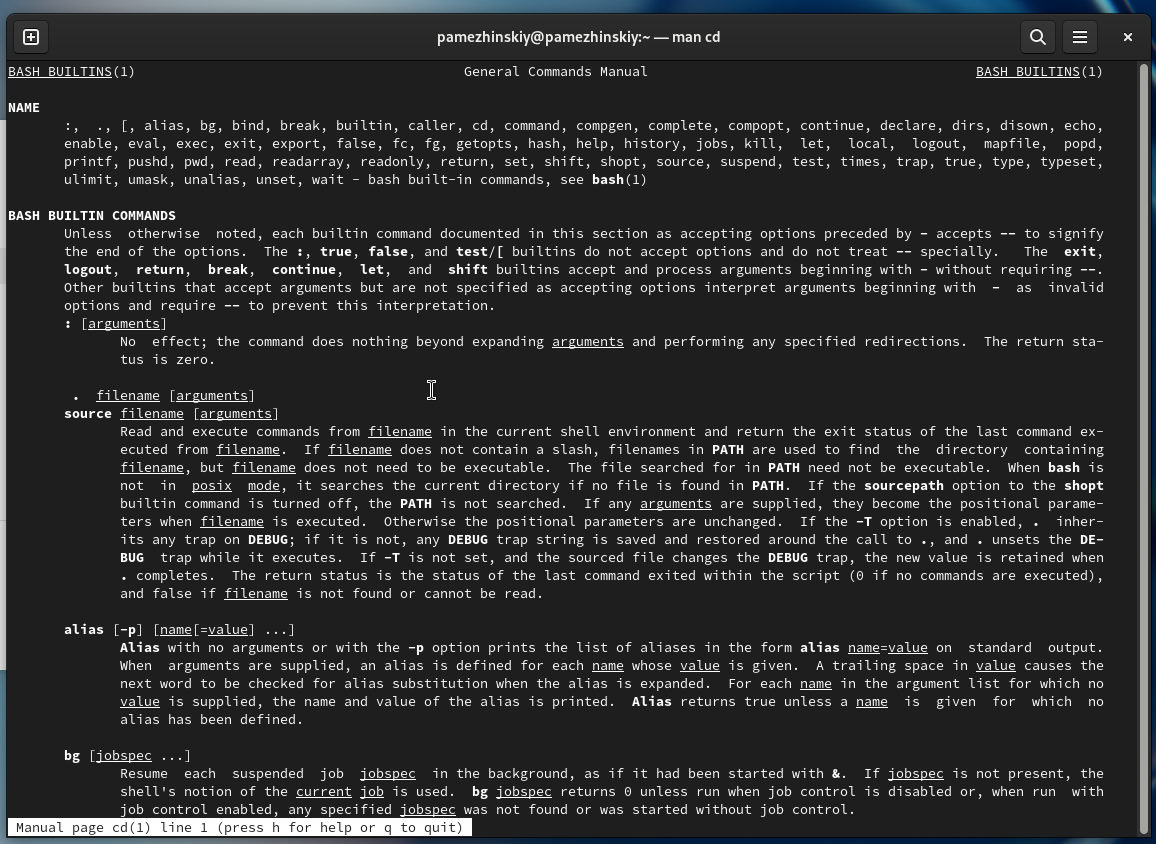 pamezhinskiy@pamezhinskiy:~ — man cd
BASH BUILTINS(1) General Commands Manual BASH BUILTINS(1)
NAME
:, ., [, alias, bg, bind, break, builtin, caller, cd, command, compgen, complete, compopt, continue, declare, dirs, disown, echo,
enable, eval, exec, exit, export, false, fc, fg, getopts, hash, help, history, jobs, kill, let, local, logout, mapfile, popd,
printf, pushd, pwd, read, readarray, readonly, return, set, shift, shopt, source, suspend, test, times, trap, true, type, typeset,
ulimit, umask, unalias, unset, wait - bash built-in commands, see bash(1)
BASH BUILTIN COMMANDS
Unless otherwise noted, each builtin command documented in this section as accepting options preceded by - accepts -- to signify
the end of the options. The :, true, false, and test/[ builtins do not accept options and do not treat -- specially. The exit,
logout, return, break, continue, let, and shift builtins accept and process arguments beginning with - without requiring --.
Other builtins that accept arguments but are not specified as accepting options interpret arguments beginning with - as invalid
options and require -- to prevent this interpretation.
: [arguments]
No effect; the command does nothing beyond expanding arguments and performing any specified redirections. The return sta-
tus is zero.
. filename [arguments]
source filename [arguments]
Read and execute commands from filename in the current shell environment and return the exit status of the last command ex-
ecuted from filename. If filename does not contain a slash, filenames in PATH are used to find the directory containing
filename, but filename does not need to be executable. The file searched for in PATH need not be executable. When bash is
not in posix mode, it searches the current directory if no file is found in PATH. If the sourcepath option to the shopt
builtin command is turned off, the PATH is not searched. If any arguments are supplied, they become the positional parame-
ters when filename is executed. Otherwise the positional parameters are unchanged. If the -T option is enabled, . inher-
its any trap on DEBUG; if it is not, any DEBUG trap string is saved and restored around the call to ., and . unsets the DE-
BUG trap while it executes. If -T is not set, and the sourced file changes the DEBUG trap, the new value is retained when
. completes. The return status is the status of the last command exited within the script (0 if no commands are executed),
and false if filename is not found or cannot be read.
alias [-p] [name[=value] ...]
Alias with no arguments or with the -p option prints the list of aliases in the form alias name=value on standard output.
When arguments are supplied, an alias is defined for each name whose value is given. A trailing space in value causes the
next word to be checked for alias substitution when the alias is expanded. For each name in the argument list for which no
value is supplied, the name and value of the alias is printed. Alias returns true unless a name is given for which no
alias has been defined.
bg [jobspec ...]
Resume each suspended job jobspec in the background, as if it had been started with &. If jobspec is not present, the
shell's notion of the current job is used. bg jobspec returns 0 unless run when job control is disabled or, when run with
job control enabled, any specified jobspec was not found or was started without job control.
Manual page cd(1) line 1 (press h for help or q to quit)